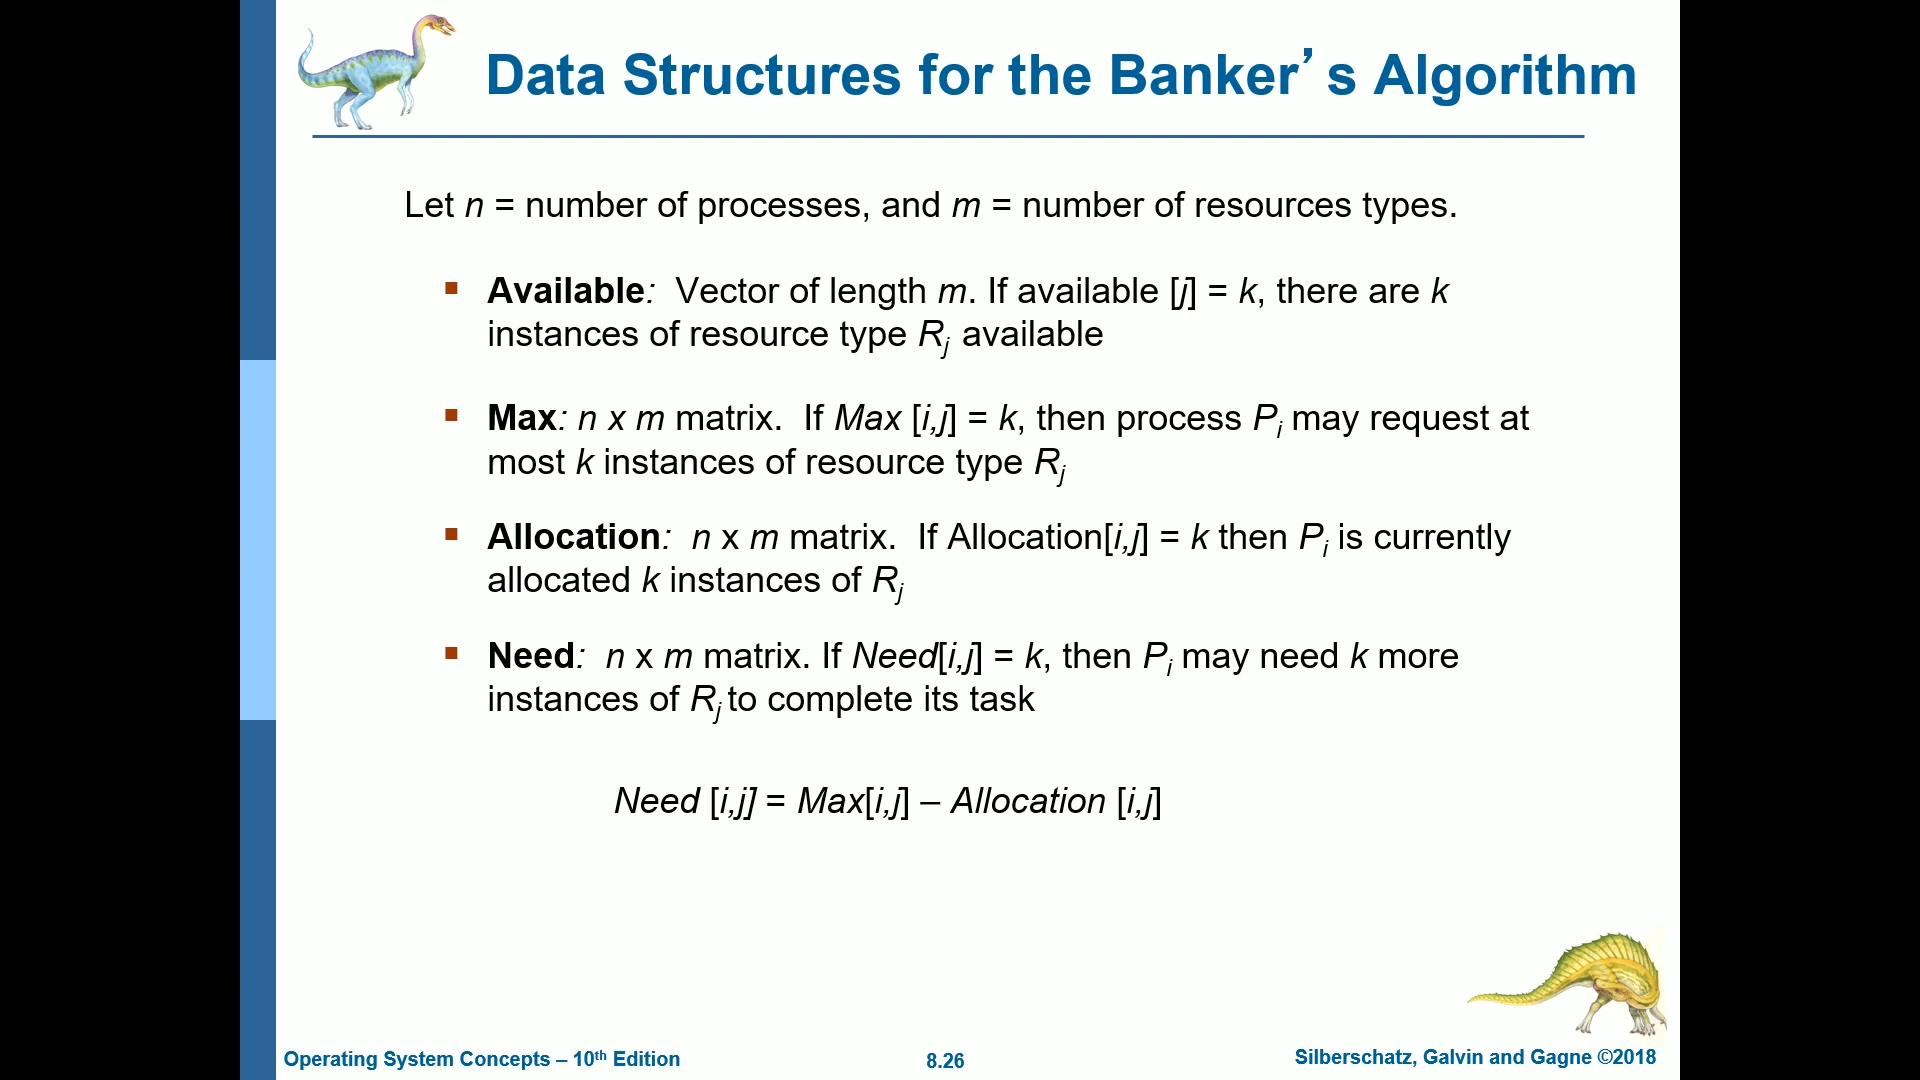 Data Structures for the Banker’s Algorithm
Let n = number of processes, and m = number of resources types.
▪ Available: Vector of length m. If available [j] = k, there are k
instances of resource type Rj available
▪ Max: n x m matrix. If Max [i,j] = k, then process Pi may request at
most k instances of resource type Rj
▪ Allocation: n x m matrix. If Allocation[i,j] = k then Pi is currently
allocated k instances of Rj
▪ Need: n x m matrix. If Need[i,j] = k, then Pi may need k more
instances of Rj to complete its task
Need [i,j] = Max[i,j] – Allocation [i,j]
Operating System Concepts – 10th Edition
8.26
Silberschatz, Galvin and Gagne ©2018